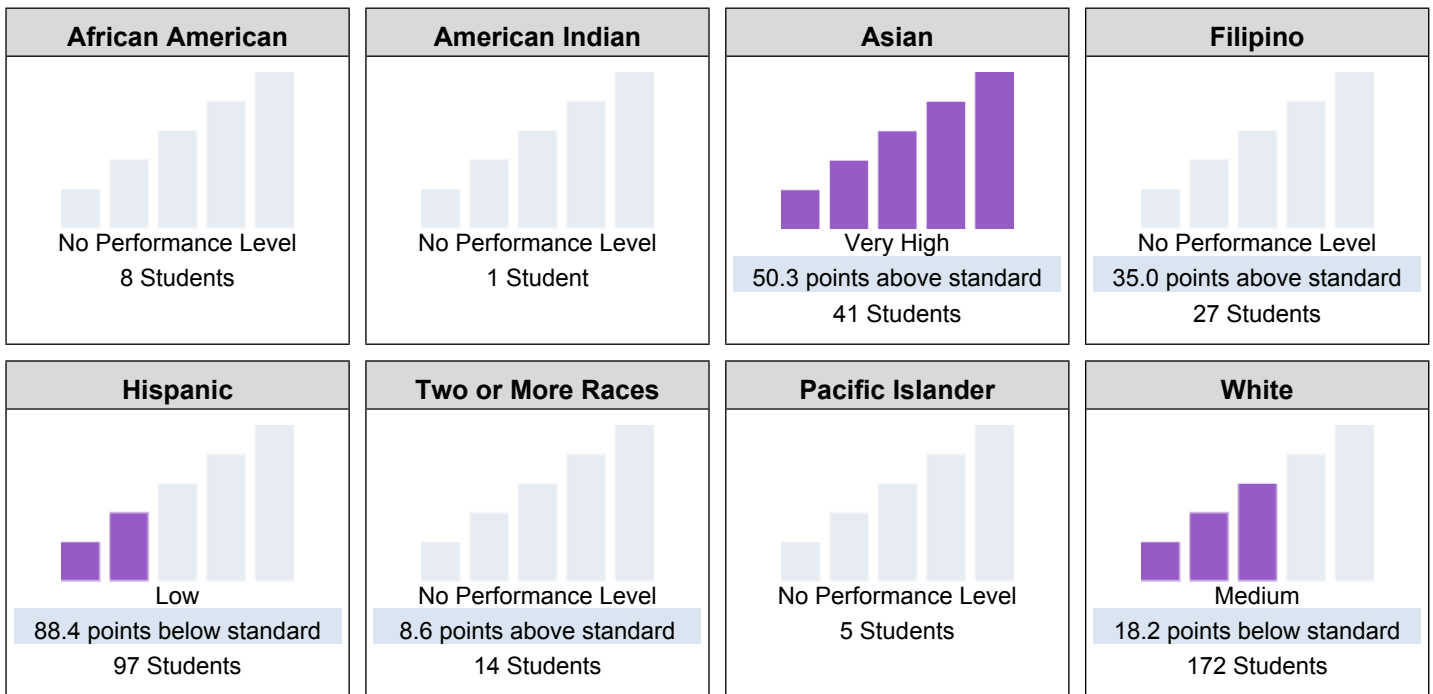 African American
No Performance Level
8 Students
American Indian
No Performance Level
1 Student
Asian
Very High
50.3 points above standard
41 Students
Filipino
No Performance Level
35.0 points above standard
27 Students
Hispanic
Low
88.4 points below standard
97 Students
Two or More Races
No Performance Level
8.6 points above standard
14 Students
Pacific Islander
No Performance Level
5 Students
White
Medium
18.2 points below standard
172 Students